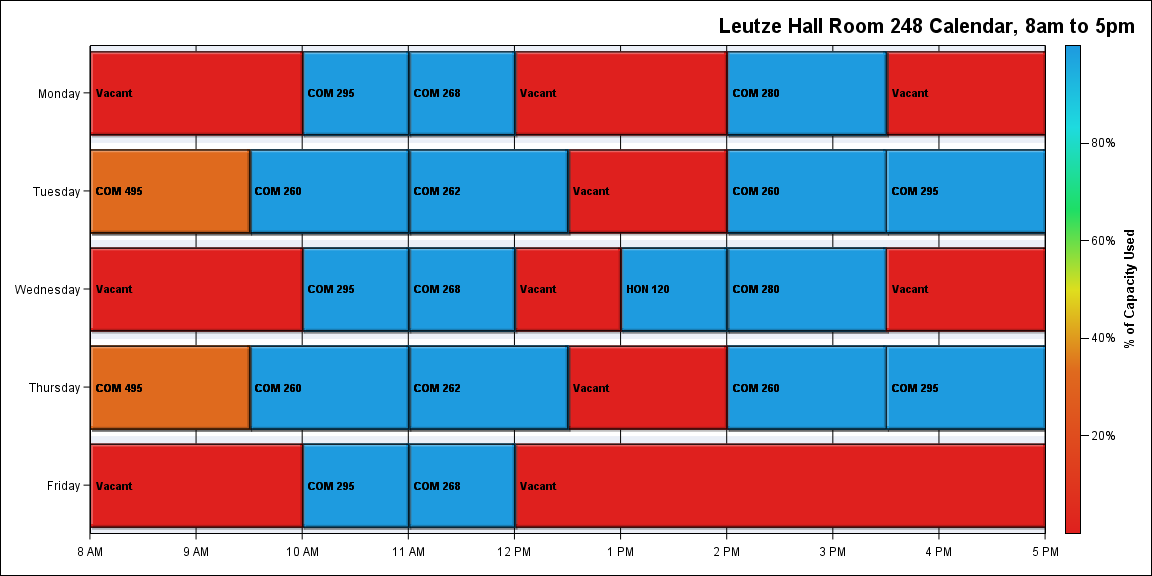 Leutze Hall Room 248 Calendar, 8am to 5pm
Monday
Vacant
COM 295
COM 268
Vacant
COM 280
Vacant
Tuesday
COM 495
COM 260
COM 262
Vacant
COM 260
COM 295
Wednesday
Vacant
COM 295
COM 268
Vacant
HON 120
COM 280
Vacant
Thursday
COM 495
COM 260
COM 262
Vacant
COM 260
COM 295
Friday
Vacant
COM 295
COM 268
Vacant
8 AM
9 AM
10 AM
11 AM
12 PM
1 PM
2 PM
3 PM
4 PM
5 PM
80%
60%
40%
20%
% of Capacity Used